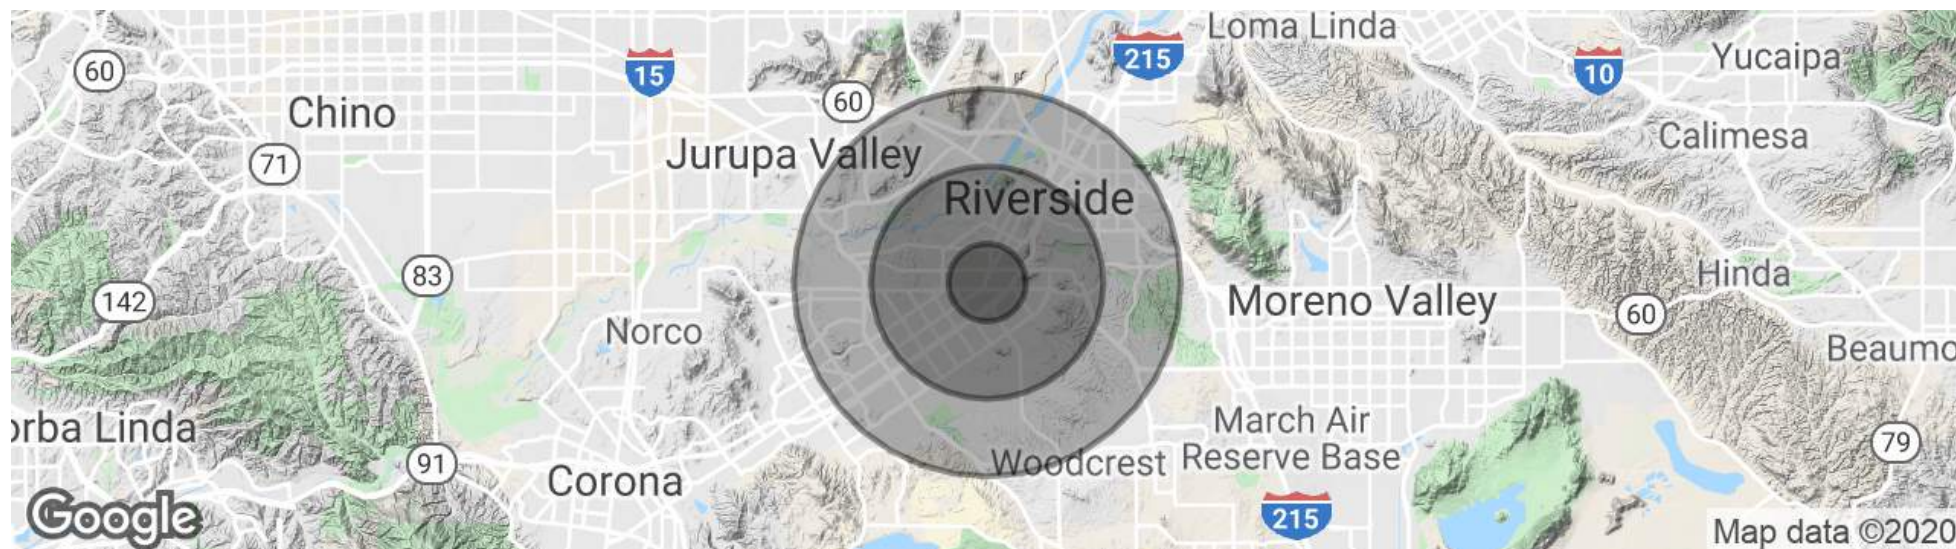 Loma Linda
60
15
215
10
Yucaipa
60
Chino
Calimesa
71
Jurupa Valley
Riverside
83
142
Hinda
Moreno Valley
60
Norco
Beaumo
March Air
Reserve Base
orba Linda
79
91
Woodcrest
Corona
215
Google
Map data ©2020